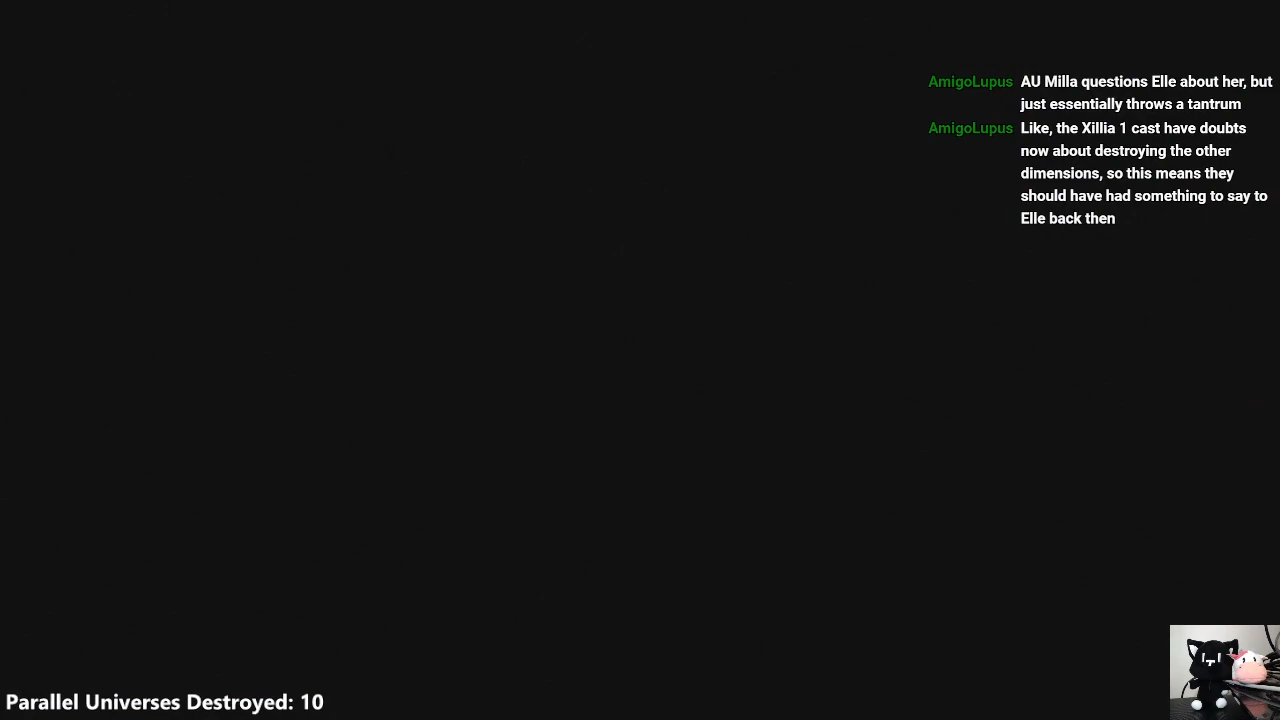 AmigoLupus AU Milla questions Elle about her, but
just essentially throws a tantrum
AmigoLupus Like, the Xillia 1 cast have doubts
now about destroying the other
dimensions, so this means they
should have had something to say to
Elle back then
Parallel Universes Destroyed: 10